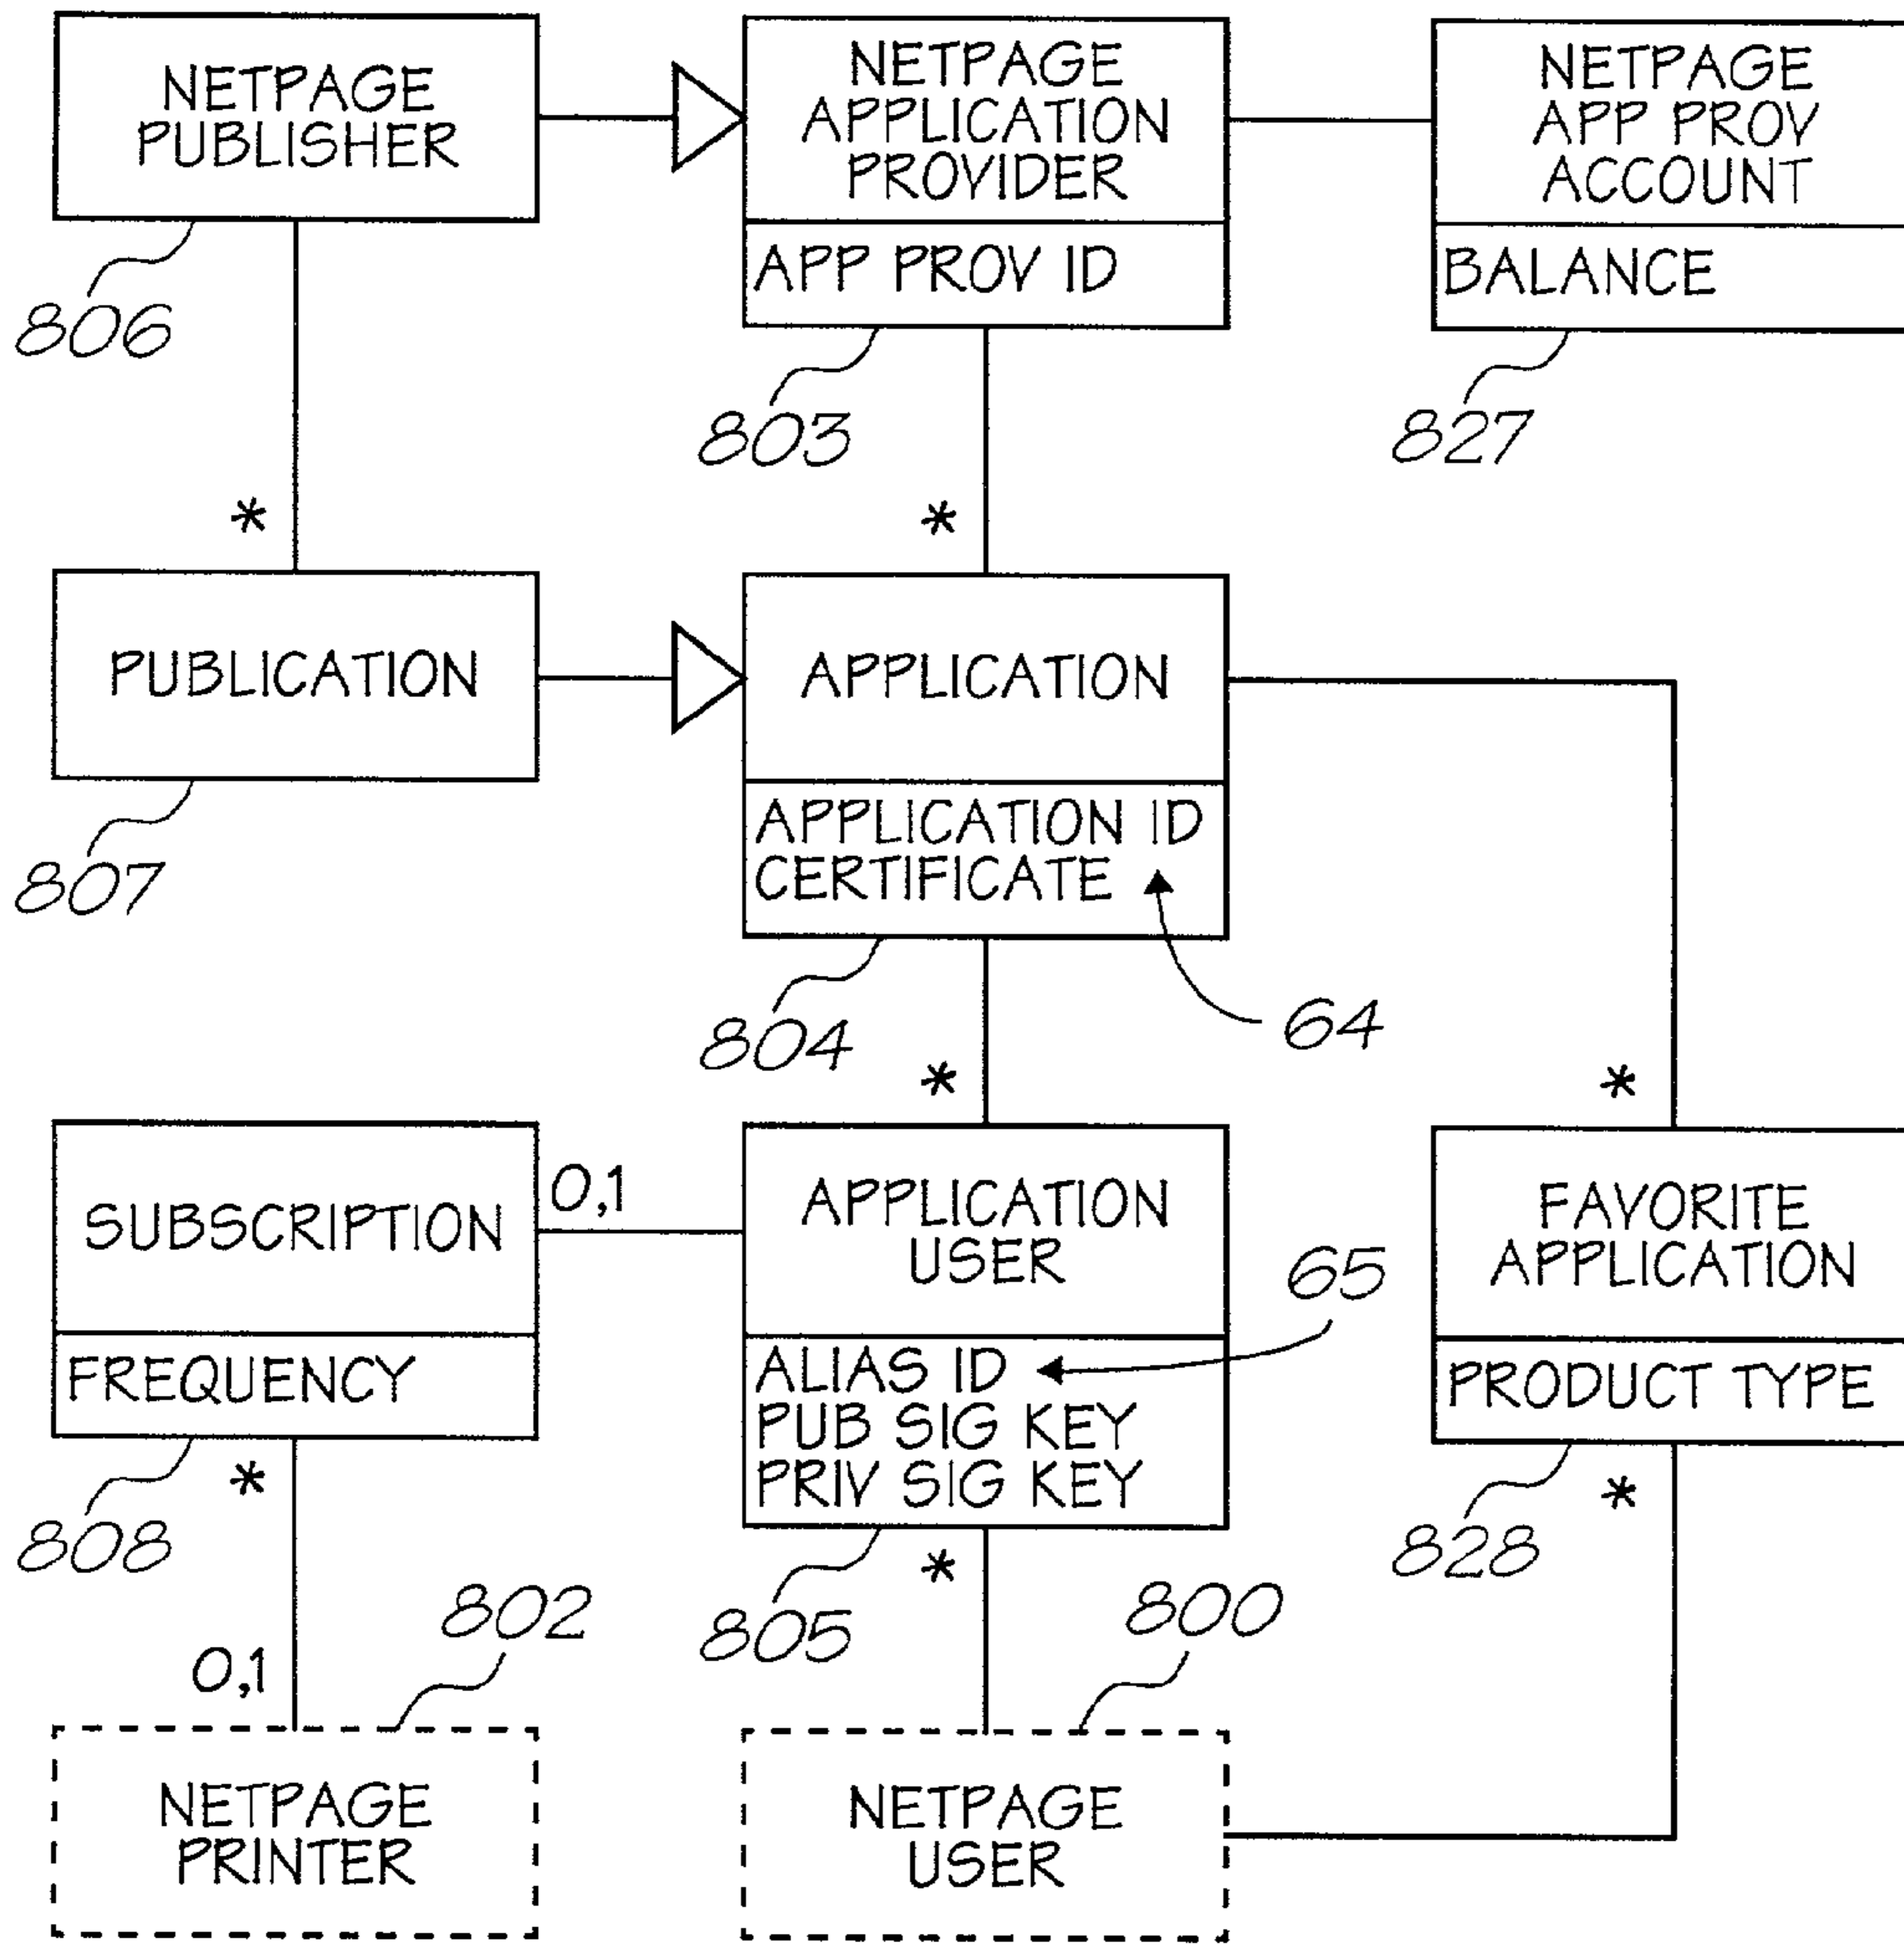 NETPAGE
PUBLISHER
806
NETPAGE
APPLICATION
PROVIDER
APP PROV ID
803
NETPAGE
APP PROV
ACCOUNT
BALANCE
827
*
*
PUBLICATION
807
APPLICATION
APPLICATION ID
CERTIFICATE
804
64
*
*
SUBSCRIPTION
FREQUENCY
808
0,1
APPLICATION
USER
ALIAS ID
PUB SIG KEY
PRIV SIG KEY
805
65
FAVORITE
APPLICATION
PRODUCT TYPE
828
*
*
*
0,1
802
800
NETPAGE
PRINTER
NETPAGE
USER